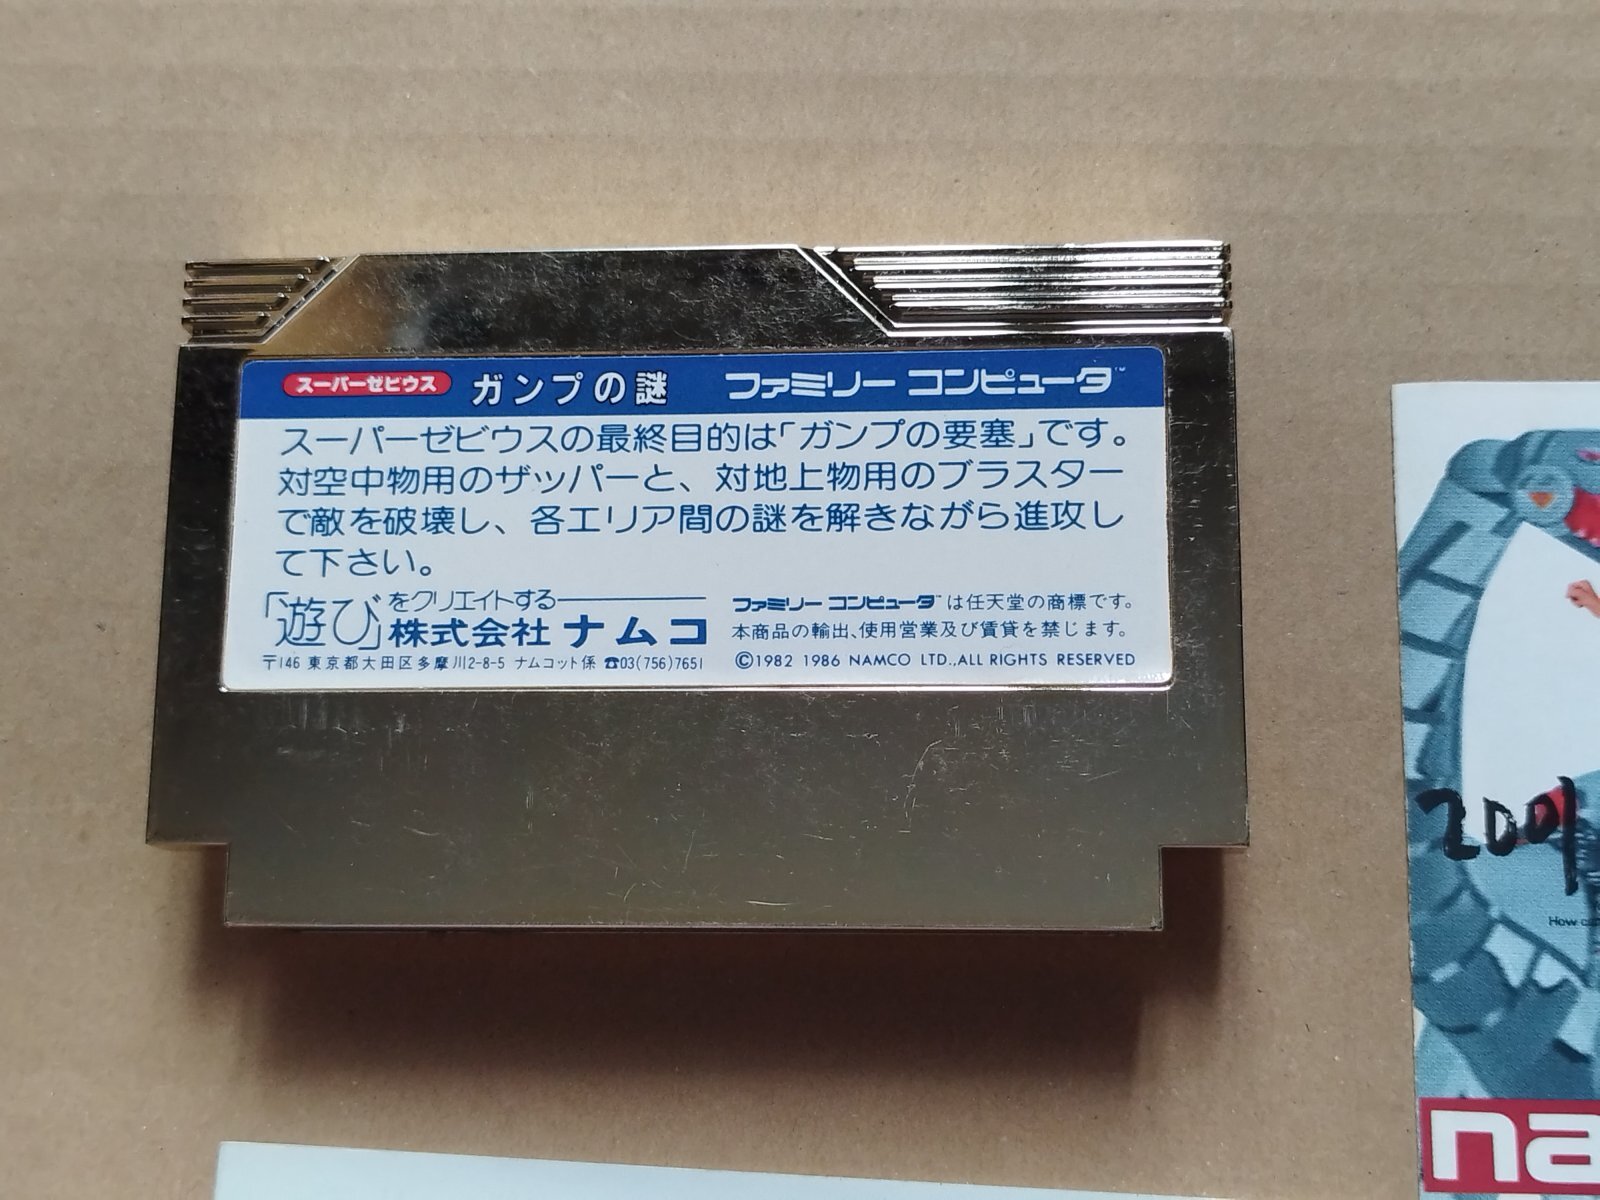 スーパーゼビウス ガンプの謎 ファミリー コンピュータ™
スーパーゼビウスの最終目的は「ガンプの要塞」です。
対空中物用のザッパーと、対地上物用のブラスター
で敵を破壊し、各エリア間の謎を解きながら進攻し
て下さい。
「遊び」をクリエイトする
株式会社 ナムコ
〒146 東京都大田区多摩川2-8-5 ナムコット係 ☎03(756)7651
ファミリー コンピュータ™は任天堂の商標です。
本商品の輸出、使用営業及び賃貸を禁じます。
©1982 1986 NAMCO LTD.,ALL RIGHTS RESERVED
2001
How
na